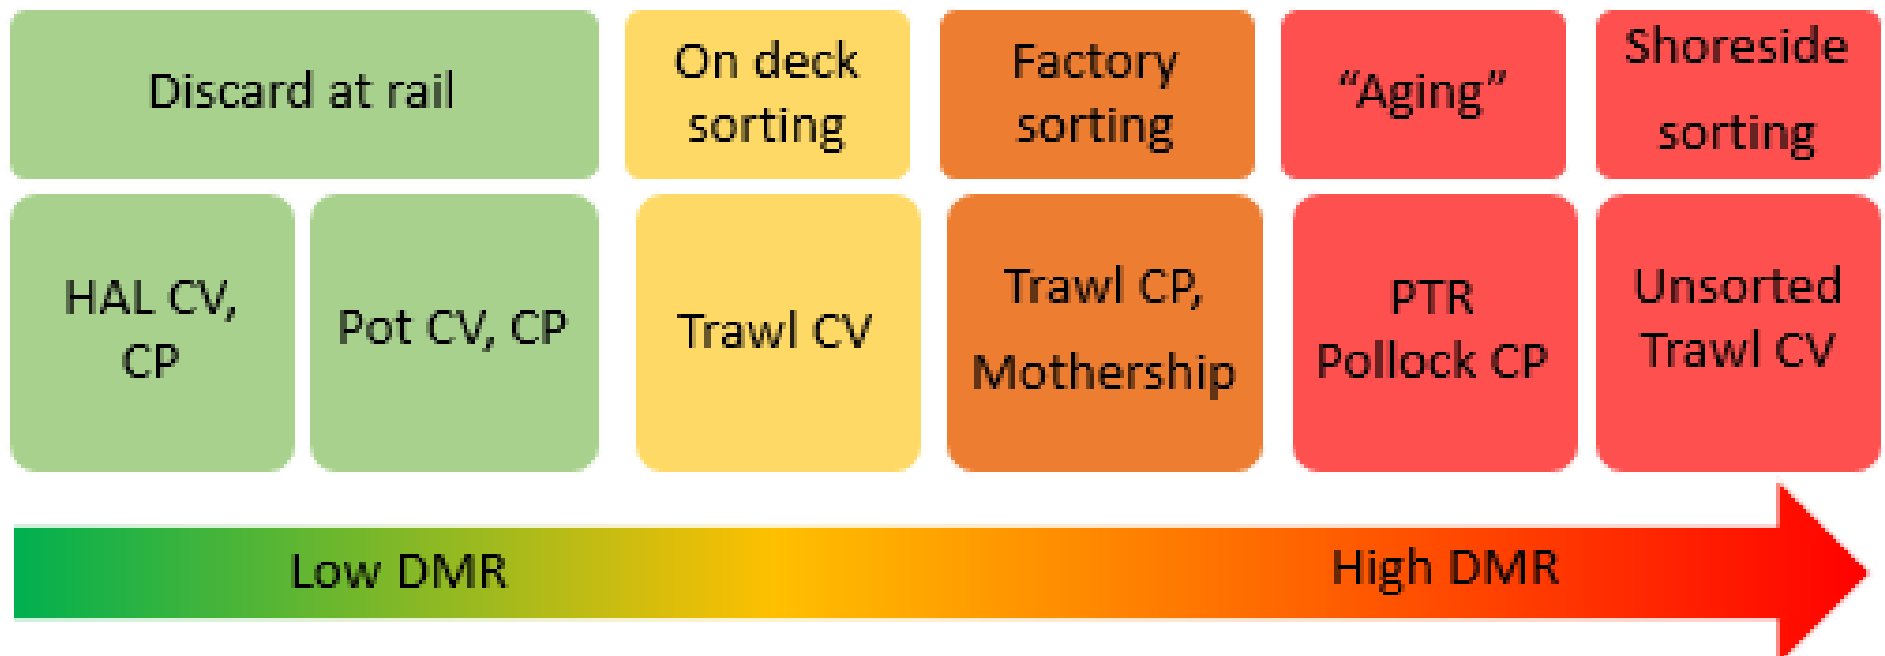 Discard at rail
On deck
sorting
Factory
sorting
“Aging”
Shoreside
sorting
HAL CV,
CP
Pot CV, CP
Trawl CV
Trawl CP,
Mothership
PTR
Pollock CP
Unsorted
Trawl CV
Low DMR
High DMR